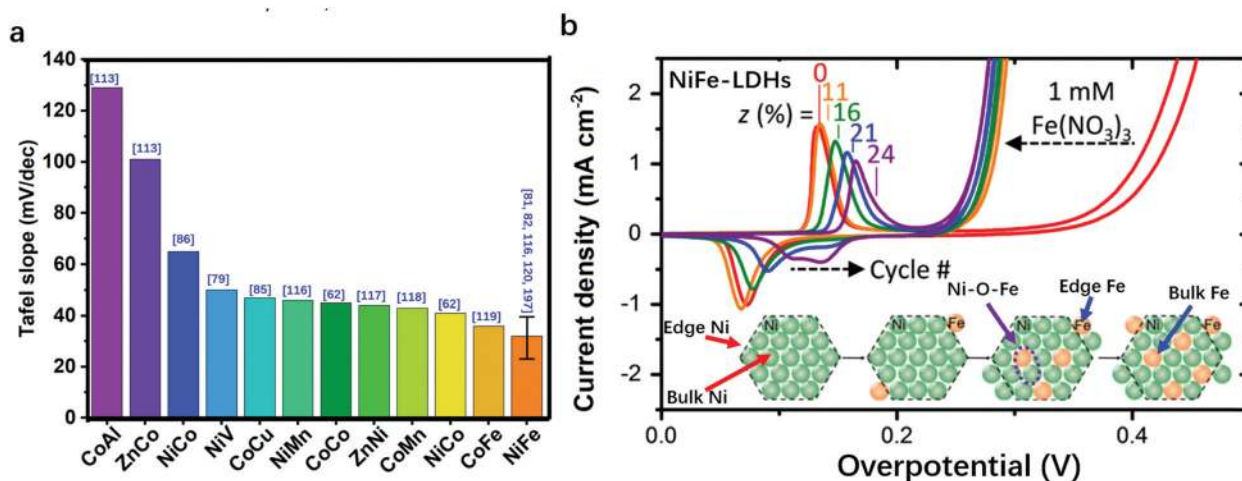 a
140
120
100
80
60
40
20
0
Tafel slope (mV/dec)
[113]
[113]
[86]
[79]
[85]
[116]
[62]
[117]
[118]
[62]
[119]
[81, 82, 116, 120, 197]
CoAl
ZnCo
NiCo
NiV
CoCu
NiMn
CoCo
ZnNi
CoMn
NiCo
CoFe
NiFe
b
NiFe-LDHs
z (%) =
0
11
16
21
24
1 mM
Fe(NO₃)₃
Cycle #
Ni-O-Fe
Edge Fe
Bulk Fe
Edge Ni
Bulk Ni
Ni
Ni
Fe
Ni
Fe
Ni
Fe
Current density (mA cm⁻²)
2
1
0
-1
-2
0.0
0.2
0.4
Overpotential (V)